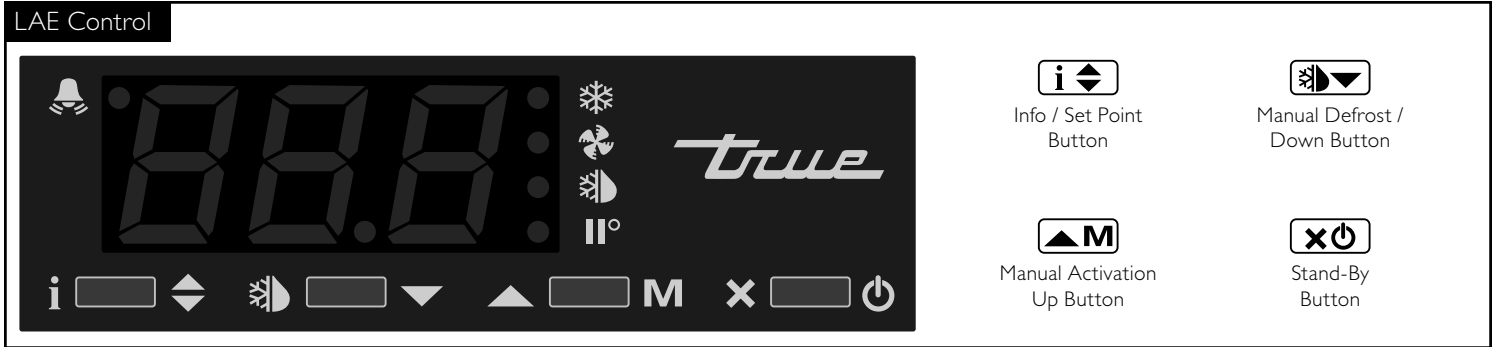 LAE Control
true
i
M
i
Info / Set Point
Button
Manual Defrost /
Down Button
M
Manual Activation
Up Button
Stand-By
Button